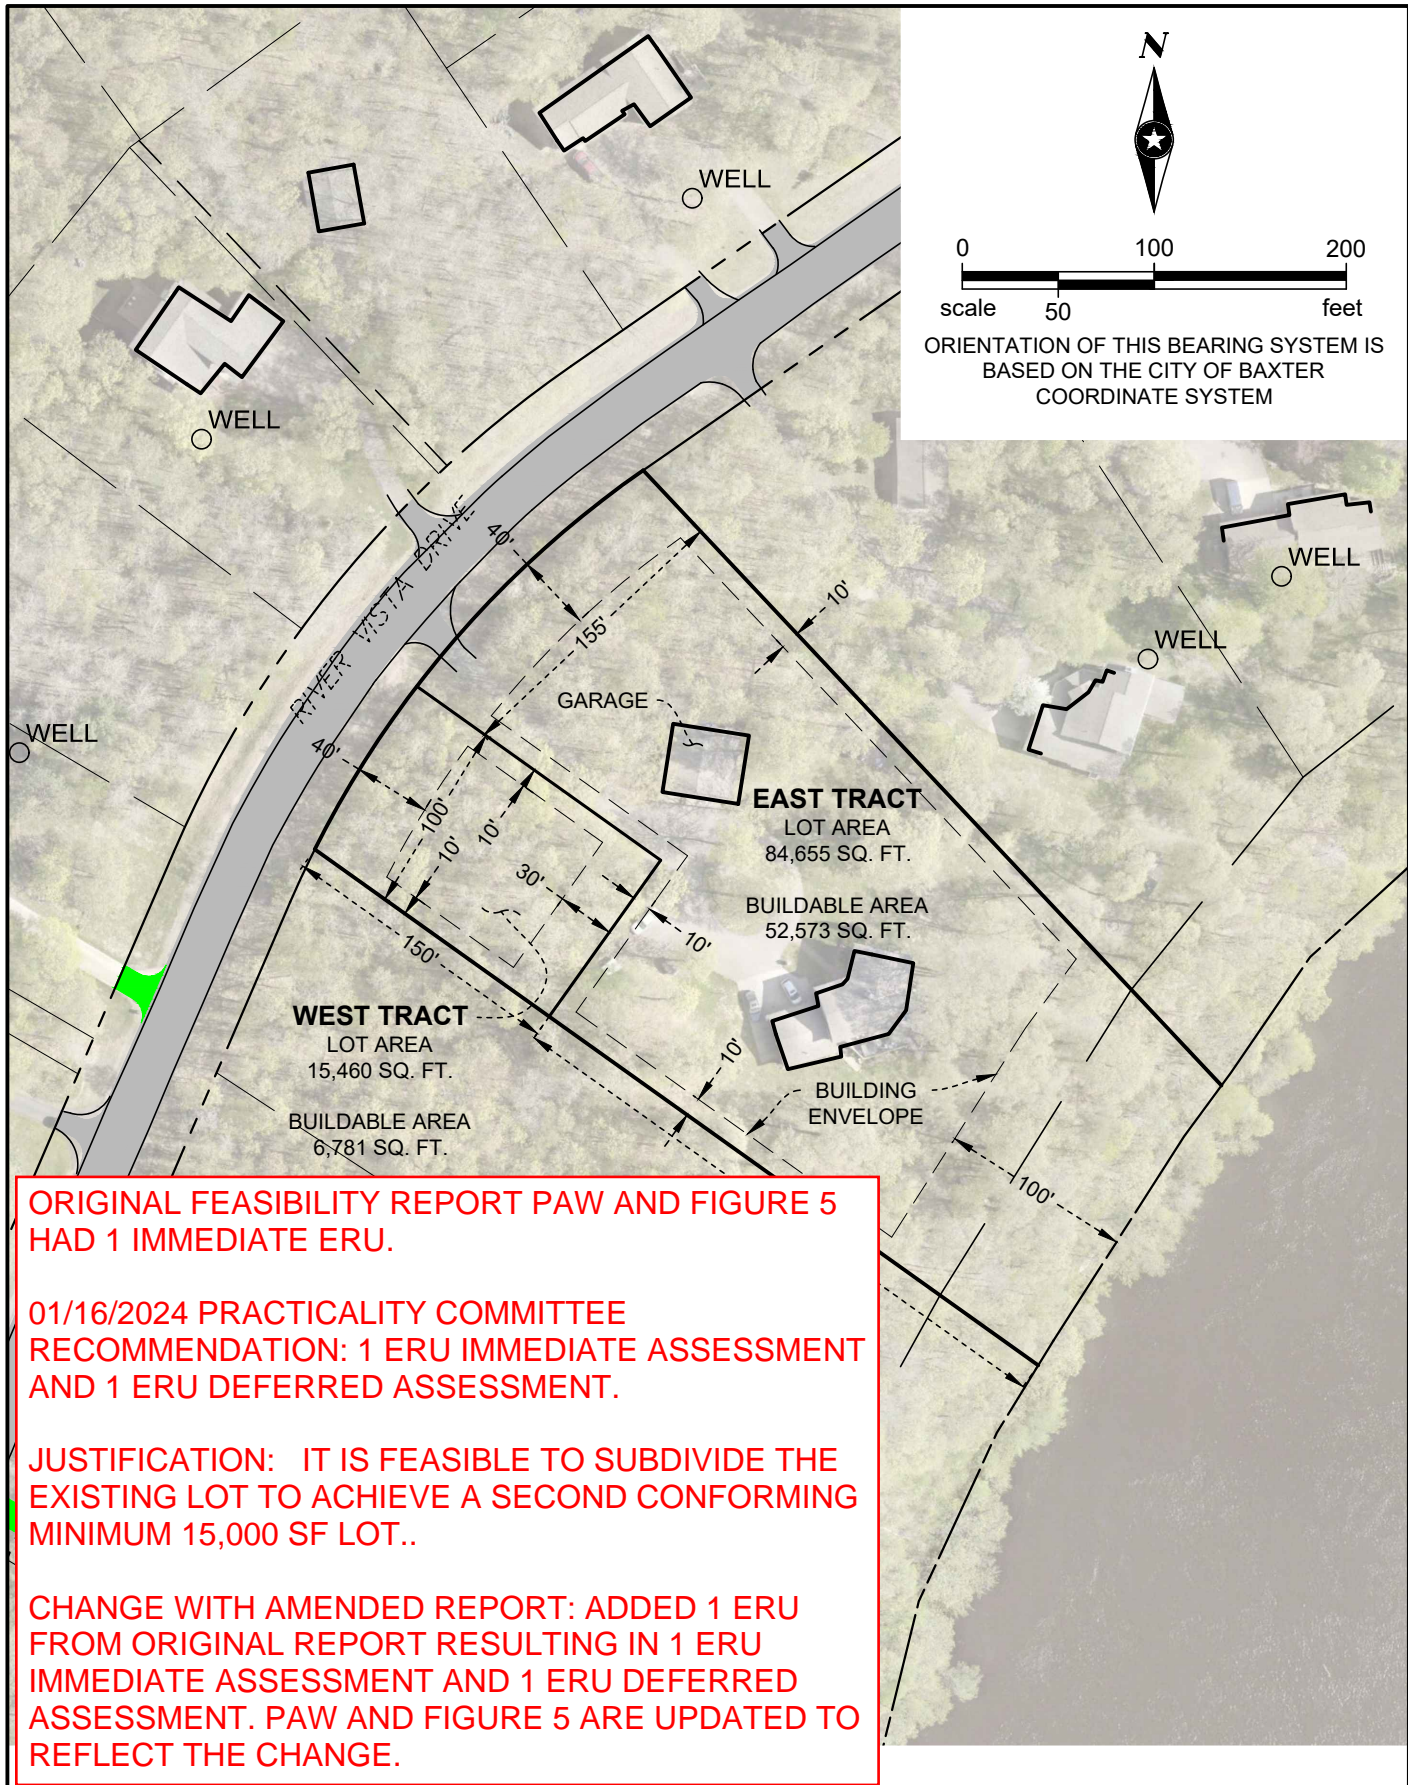 N
0 100 200
scale 50 feet
ORIENTATION OF THIS BEARING SYSTEM IS
BASED ON THE CITY OF BAXTER
COORDINATE SYSTEM
WELL
WELL
WELL
WELL
WELL
RIVER VISTA DRIVE
40'
155'
10'
GARAGE
40'
100'
10'
10'
30'
10'
150'
EAST TRACT
LOT AREA
84,655 SQ. FT.
BUILDABLE AREA
52,573 SQ. FT.
WEST TRACT
LOT AREA
15,460 SQ. FT.
BUILDABLE AREA
6,781 SQ. FT.
10'
BUILDING
ENVELOPE
100'
ORIGINAL FEASIBILITY REPORT PAW AND FIGURE 5
HAD 1 IMMEDIATE ERU.
01/16/2024 PRACTICALITY COMMITTEE
RECOMMENDATION: 1 ERU IMMEDIATE ASSESSMENT
AND 1 ERU DEFERRED ASSESSMENT.
JUSTIFICATION: IT IS FEASIBLE TO SUBDIVIDE THE
EXISTING LOT TO ACHIEVE A SECOND CONFORMING
MINIMUM 15,000 SF LOT..
CHANGE WITH AMENDED REPORT: ADDED 1 ERU
FROM ORIGINAL REPORT RESULTING IN 1 ERU
IMMEDIATE ASSESSMENT AND 1 ERU DEFERRED
ASSESSMENT. PAW AND FIGURE 5 ARE UPDATED TO
REFLECT THE CHANGE.